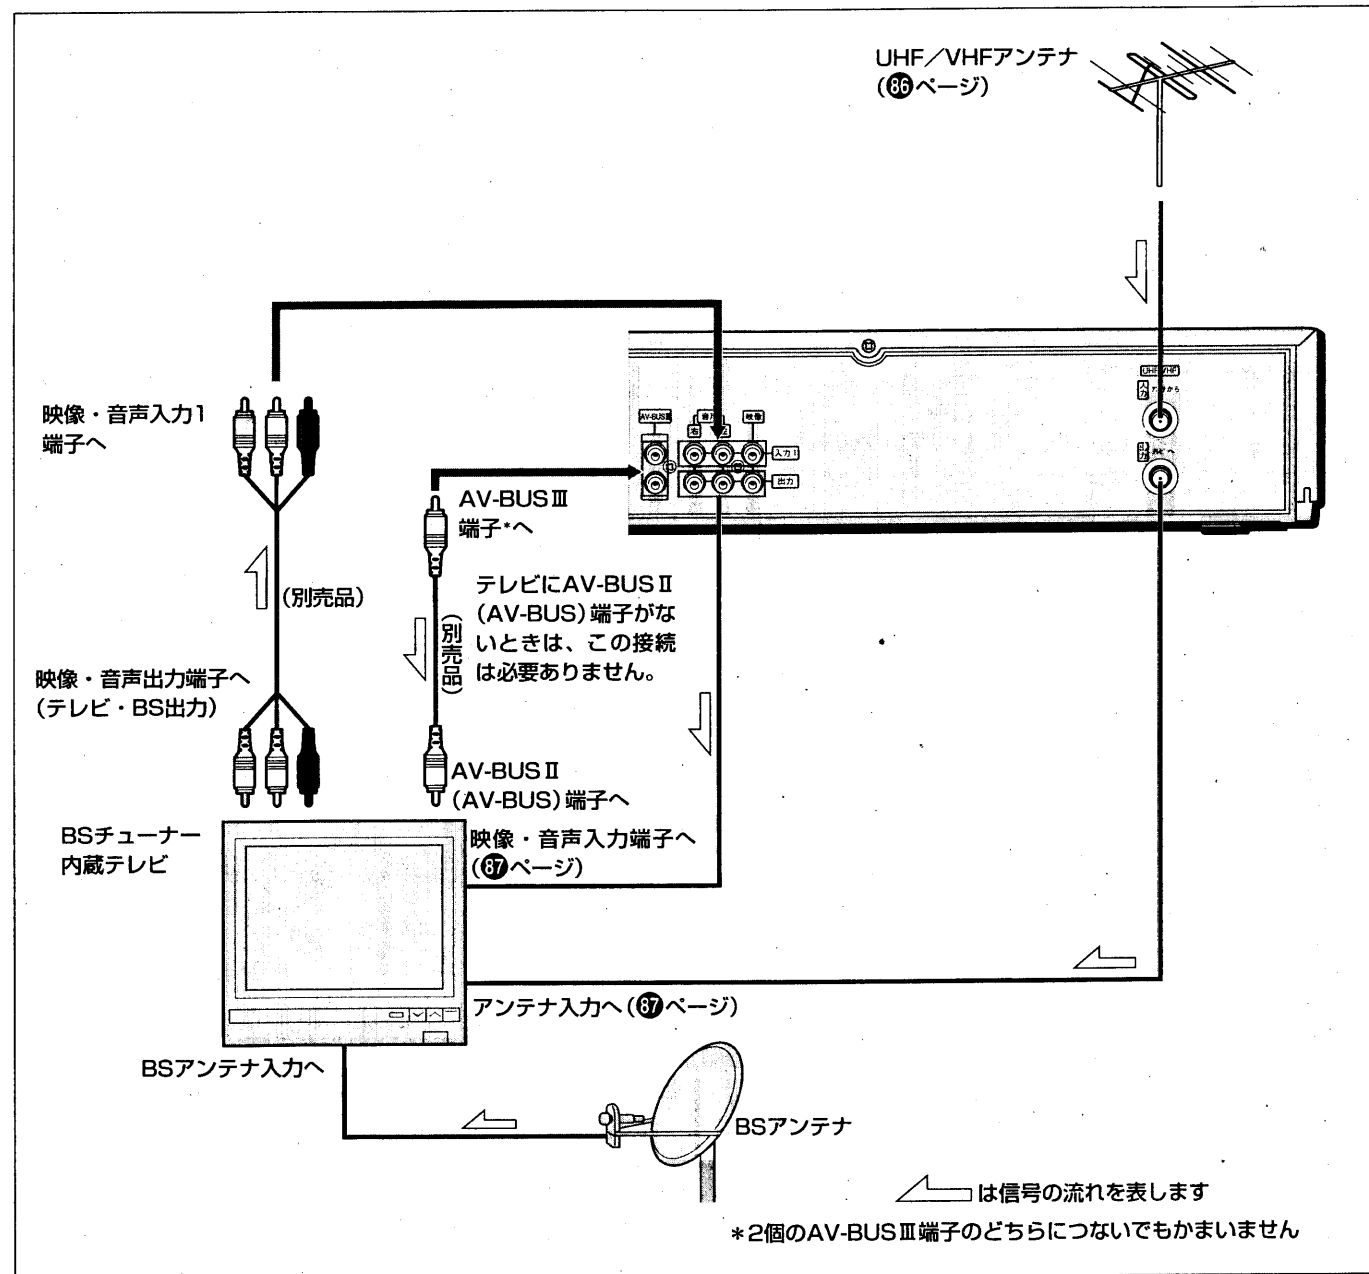 UHF／VHFアンテナ
（86ページ）
UHF/VHF
入力
出力
映像・音声入力1
端子へ
AV-BUSⅢ
右
映像
入力1
出力
AV-BUSⅢ
端子*へ
（別売品）
テレビにAV-BUSⅡ
（AV-BUS）端子がな
いときは、この接続
は必要ありません。
（別売品）
映像・音声出力端子へ
（テレビ・BS出力）
AV-BUSⅡ
（AV-BUS）端子へ
BSチューナー
内蔵テレビ
映像・音声入力端子へ
（87ページ）
アンテナ入力へ（87ページ）
BSアンテナ入力へ
BSアンテナ
は信号の流れを表します
＊2個のAV-BUSⅢ端子のどちらにつないでもかまいません